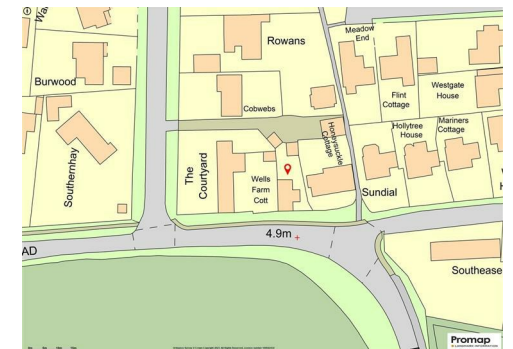 Wa
Rowans
Meadow
End
Burwood
Flint
Cottage
Westgate
House
Cobwebs
Honeysuckle
Cottage
Hollytree
House
Mariners
Cottage
Southernhay
The
Courtyard
Wells
Farm
Cott
Sundial
4.9m
AD
Southease
Promap